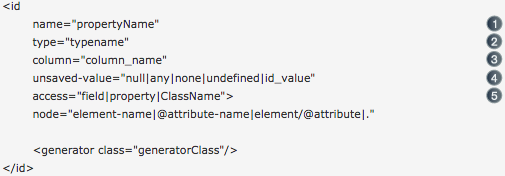 <id
name="propertyName" 1
type="typename" 2
column="column_name" 3
unsaved-value="null|any|none|undefined|id_value" 4
access="field|property|ClassName"> 5
node="element-name|@attribute-name|element/@attribute|."
<generator class="generatorClass"/>
</id>